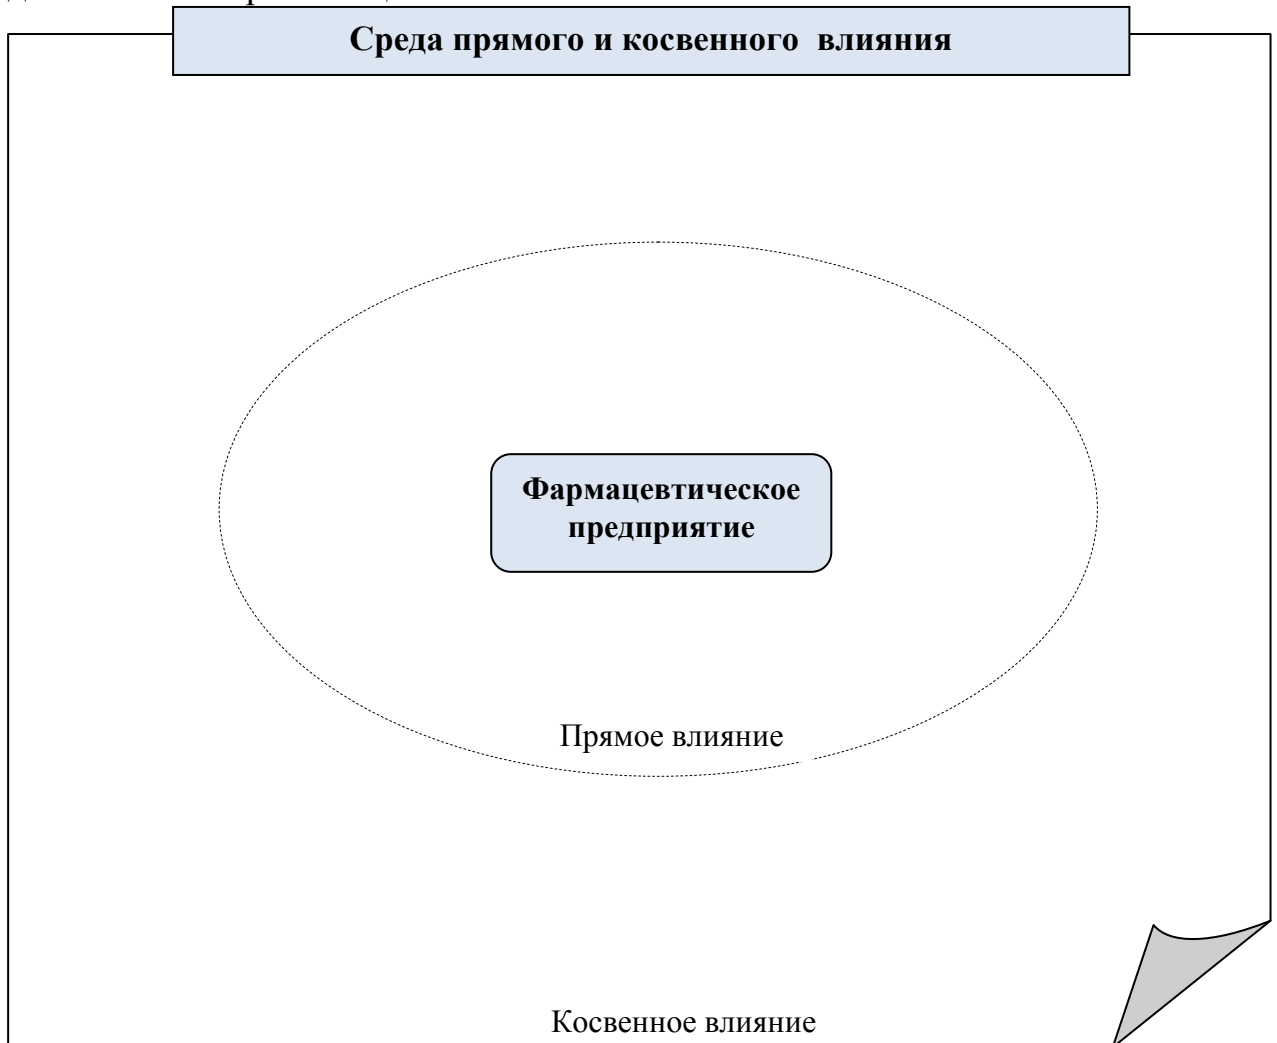 Среда прямого и косвенного влияния
Фармацевтическое
предприятие
Прямое влияние
Косвенное влияние